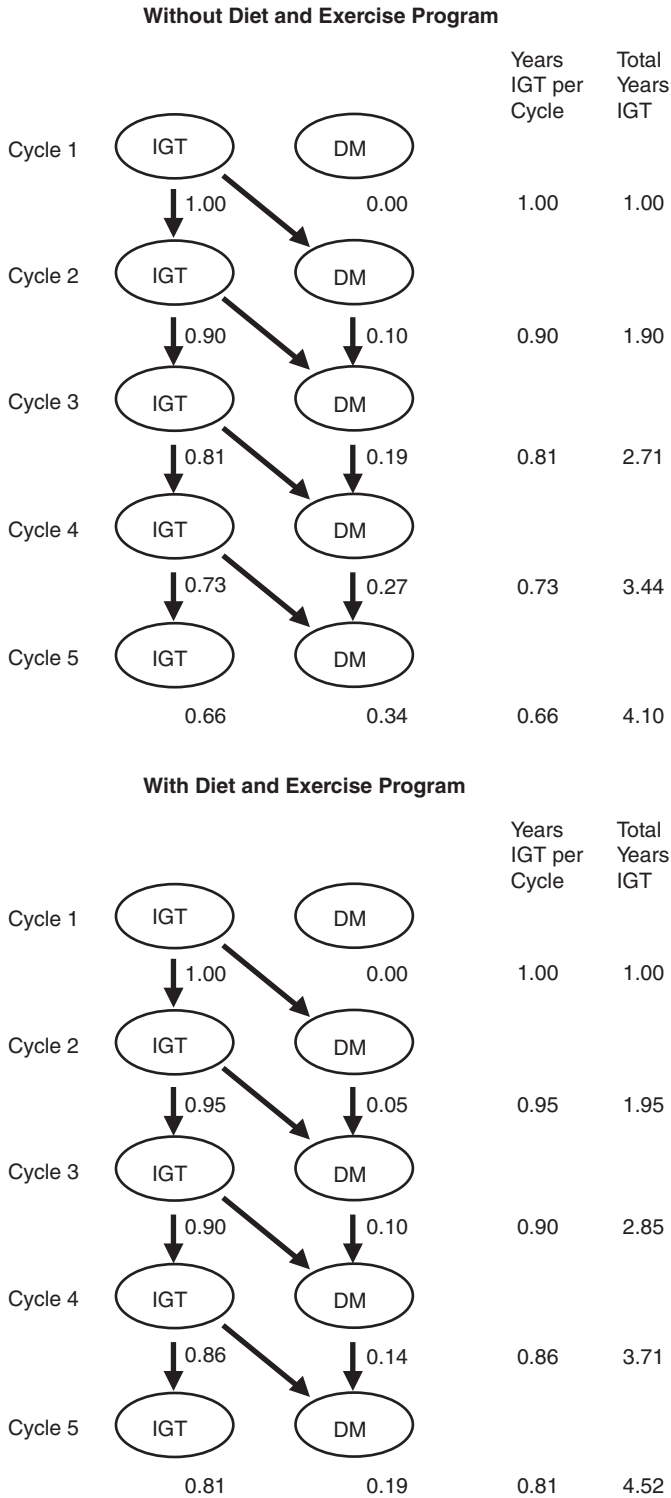 Without Diet and Exercise Program
Years Total
IGT per Years
Cycle IGT
Cycle 1 IGT DM
1.00 0.00 1.00 1.00
Cycle 2 IGT DM
0.90 0.10 0.90 1.90
Cycle 3 IGT DM
0.81 0.19 0.81 2.71
Cycle 4 IGT DM
0.73 0.27 0.73 3.44
Cycle 5 IGT DM
0.66 0.34 0.66 4.10
With Diet and Exercise Program
Years Total
IGT per Years
Cycle IGT
Cycle 1 IGT DM
1.00 0.00 1.00 1.00
Cycle 2 IGT DM
0.95 0.05 0.95 1.95
Cycle 3 IGT DM
0.90 0.10 0.90 2.85
Cycle 4 IGT DM
0.86 0.14 0.86 3.71
Cycle 5 IGT DM
0.81 0.19 0.81 4.52